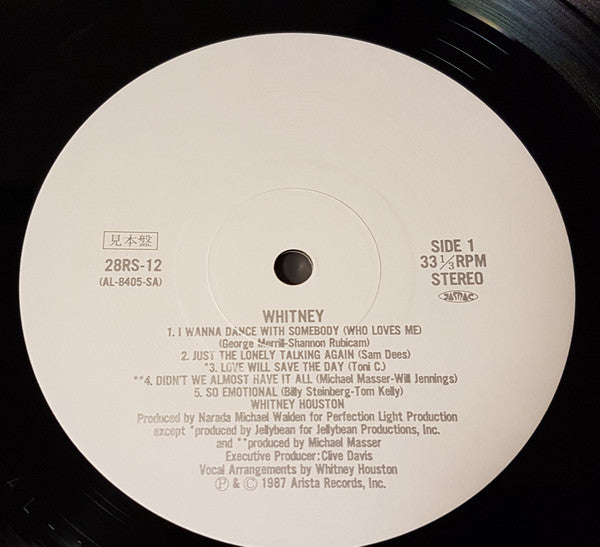 見本盤
28RS-12
(AL-8405-SA)
SIDE 1
33 1/3 RPM
STEREO
WHITNEY
1. I WANNA DANCE WITH SOMEBODY (WHO LOVES ME)
(George Merrill-Shannon Rubicam)
2. JUST THE LONELY TALKING AGAIN (Sam Dees)
*3. LOVE WILL SAVE THE DAY (Toni C.)
**4. DIDN'T WE ALMOST HAVE IT ALL (Michael Masser-Will Jennings)
5. SO EMOTIONAL (Billy Steinberg-Tom Kelly)
WHITNEY HOUSTON
Produced by Narada Michael Walden for Perfection Light Production
except *produced by Jellybean for Jellybean Productions, Inc.
and **produced by Michael Masser
Executive Producer: Clive Davis
Vocal Arrangements by Whitney Houston
Ⓟ & Ⓒ 1987 Arista Records, Inc.